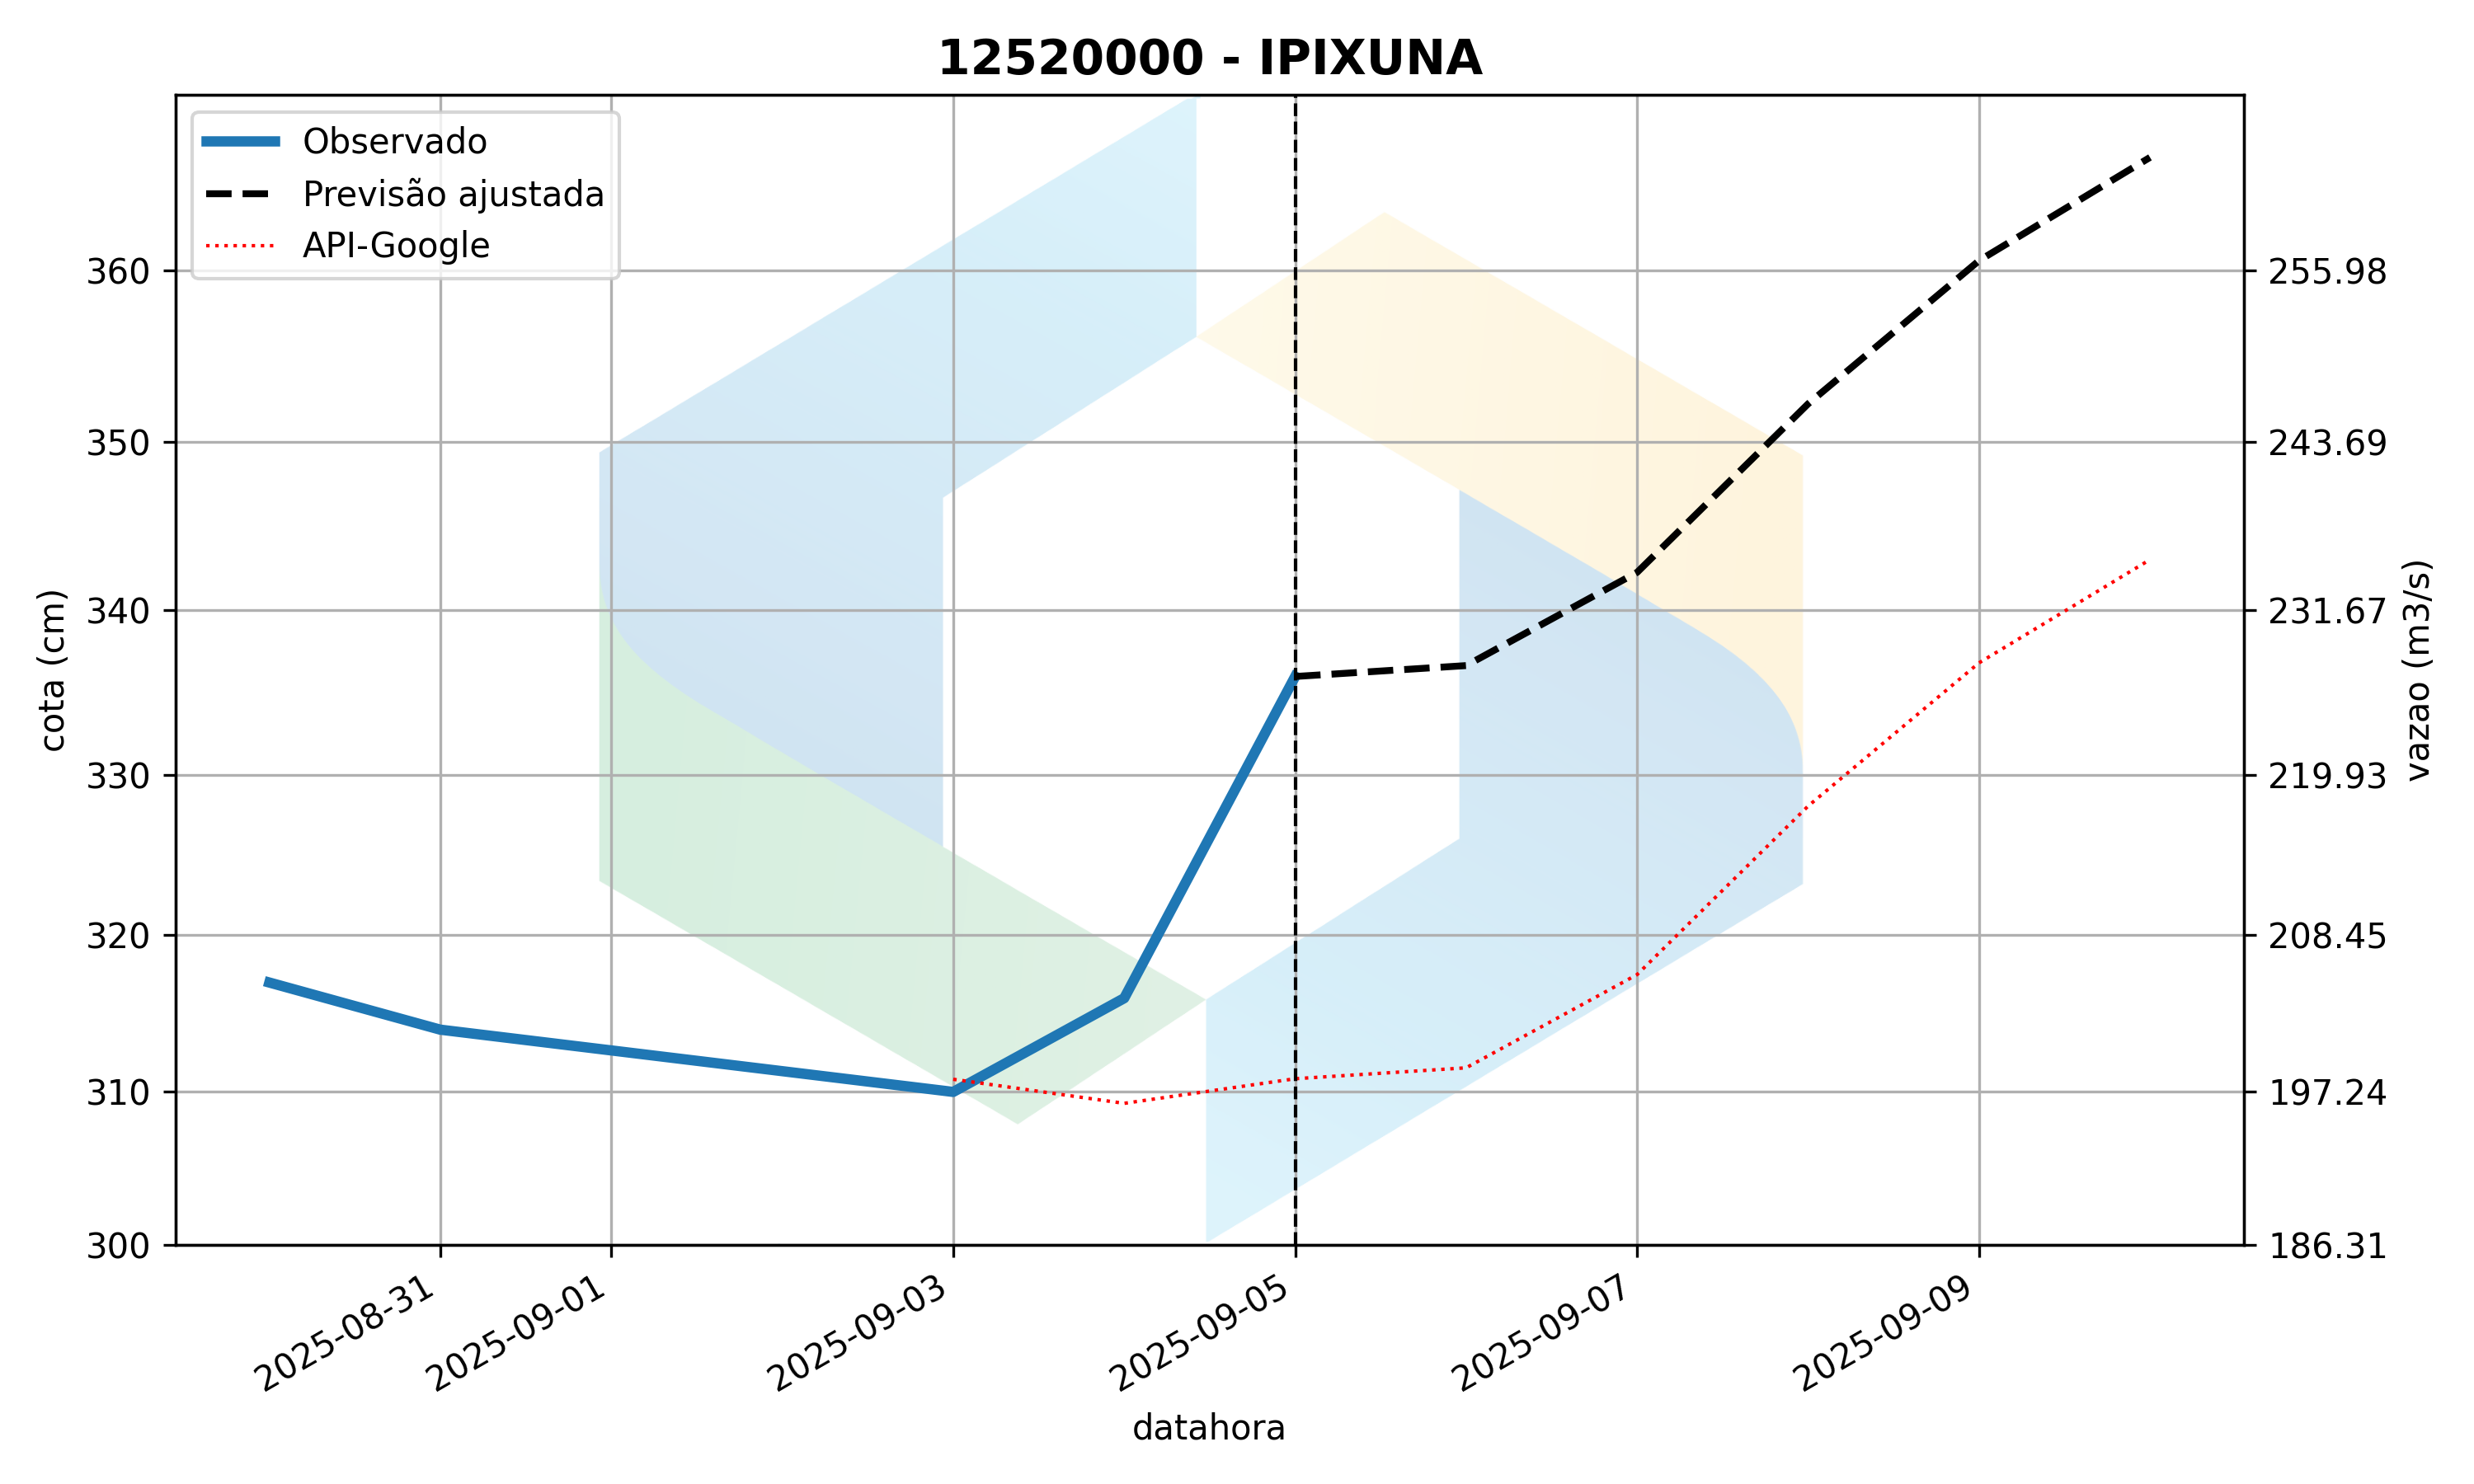 12520000 - IPIXUNA
Observado
Previsão ajustada
API-Google
360
350
340
330
320
310
300
cota (cm)
255.98
243.69
231.67
219.93
208.45
197.24
186.31
vazao (m3/s)
2025-08-31
2025-09-01
2025-09-03
2025-09-05
2025-09-07
2025-09-09
datahora